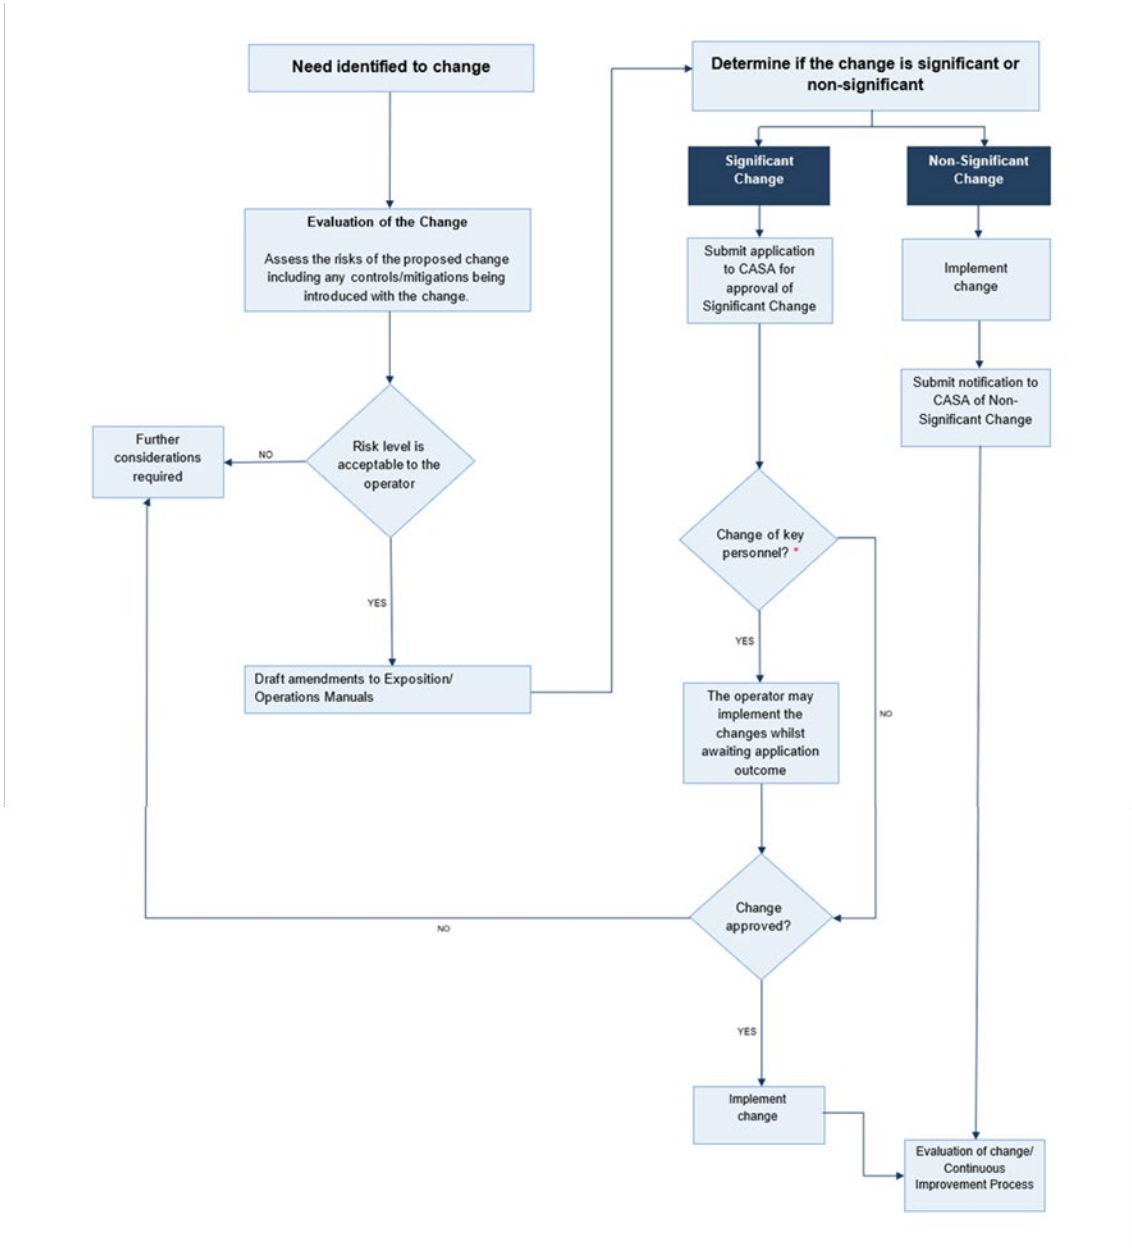 Need identified to change
Evaluation of the Change
Assess the risks of the proposed change
including any controls/mitigations being
introduced with the change.
Risk level is
acceptable to the
operator
NO
Further
considerations
required
YES
Draft amendments to Exposition/
Operations Manuals
Determine if the change is significant or
non-significant
Significant
Change
Submit application
to CASA for
approval of
Significant Change
Change of key
personnel? *
YES
NO
The operator may
implement the
changes whilst
awaiting application
outcome
Change
approved?
NO
YES
Implement
change
Non-Significant
Change
Implement
change
Submit notification to
CASA of Non-
Significant Change
Evaluation of change/
Continuous
Improvement Process